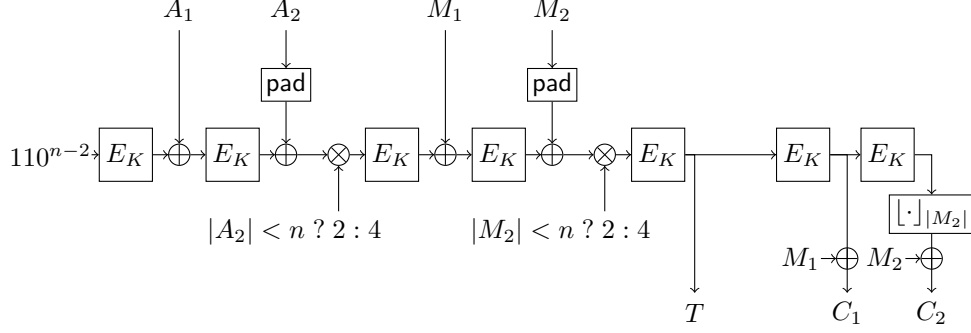 A₁ A₂ M₁ M₂
pad pad
110ⁿ⁻² E_K E_K E_K E_K E_K E_K E_K
⌊·⌋_|M₂|
|A₂| < n ? 2 : 4 |M₂| < n ? 2 : 4
M₁ M₂
T C₁ C₂